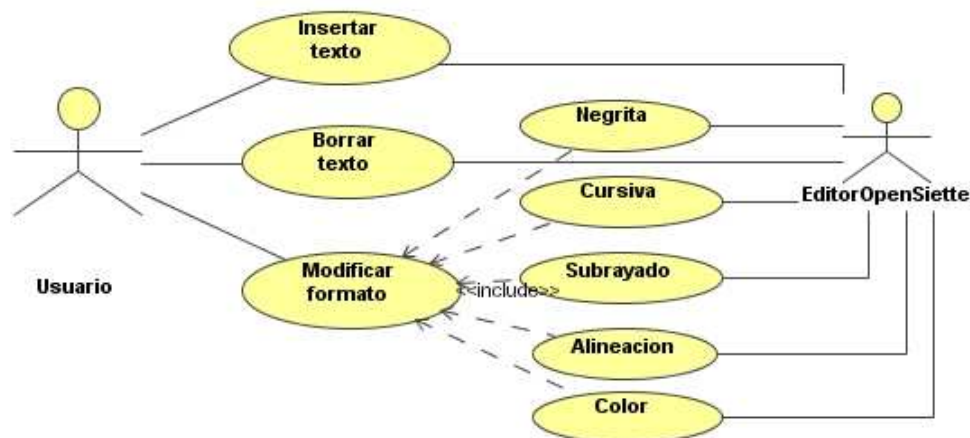 Insertar
texto
Negrita
Borrar
texto
Cursiva
EditorOpenSiette
Modificar
formato
Subrayado
Usuario
<<include>>
Alineacion
Color